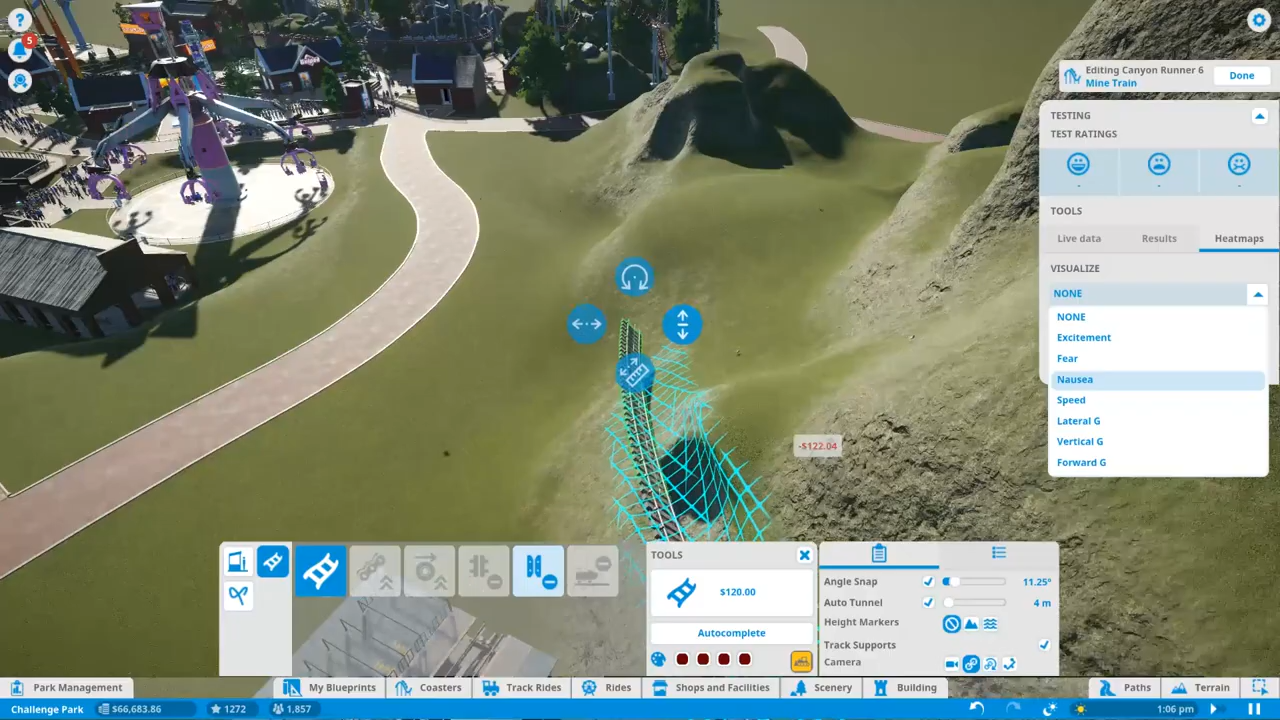 ?
5
Editing Canyon Runner 6
Mine Train
Done
TESTING
TEST RATINGS
- - -
TOOLS
Live data Results Heatmaps
VISUALIZE
NONE
NONE
Excitement
Fear
Nausea
Speed
Lateral G
Vertical G
Forward G
-$122.04
TOOLS
$120.00
Autocomplete
Angle Snap 11.25°
Auto Tunnel 4 m
Height Markers
Track Supports
Camera
Park Management My Blueprints Coasters Track Rides Rides Shops and Facilities Scenery Building Paths Terrain
Challenge Park $66,683.86 1272 1,857 1:06 pm